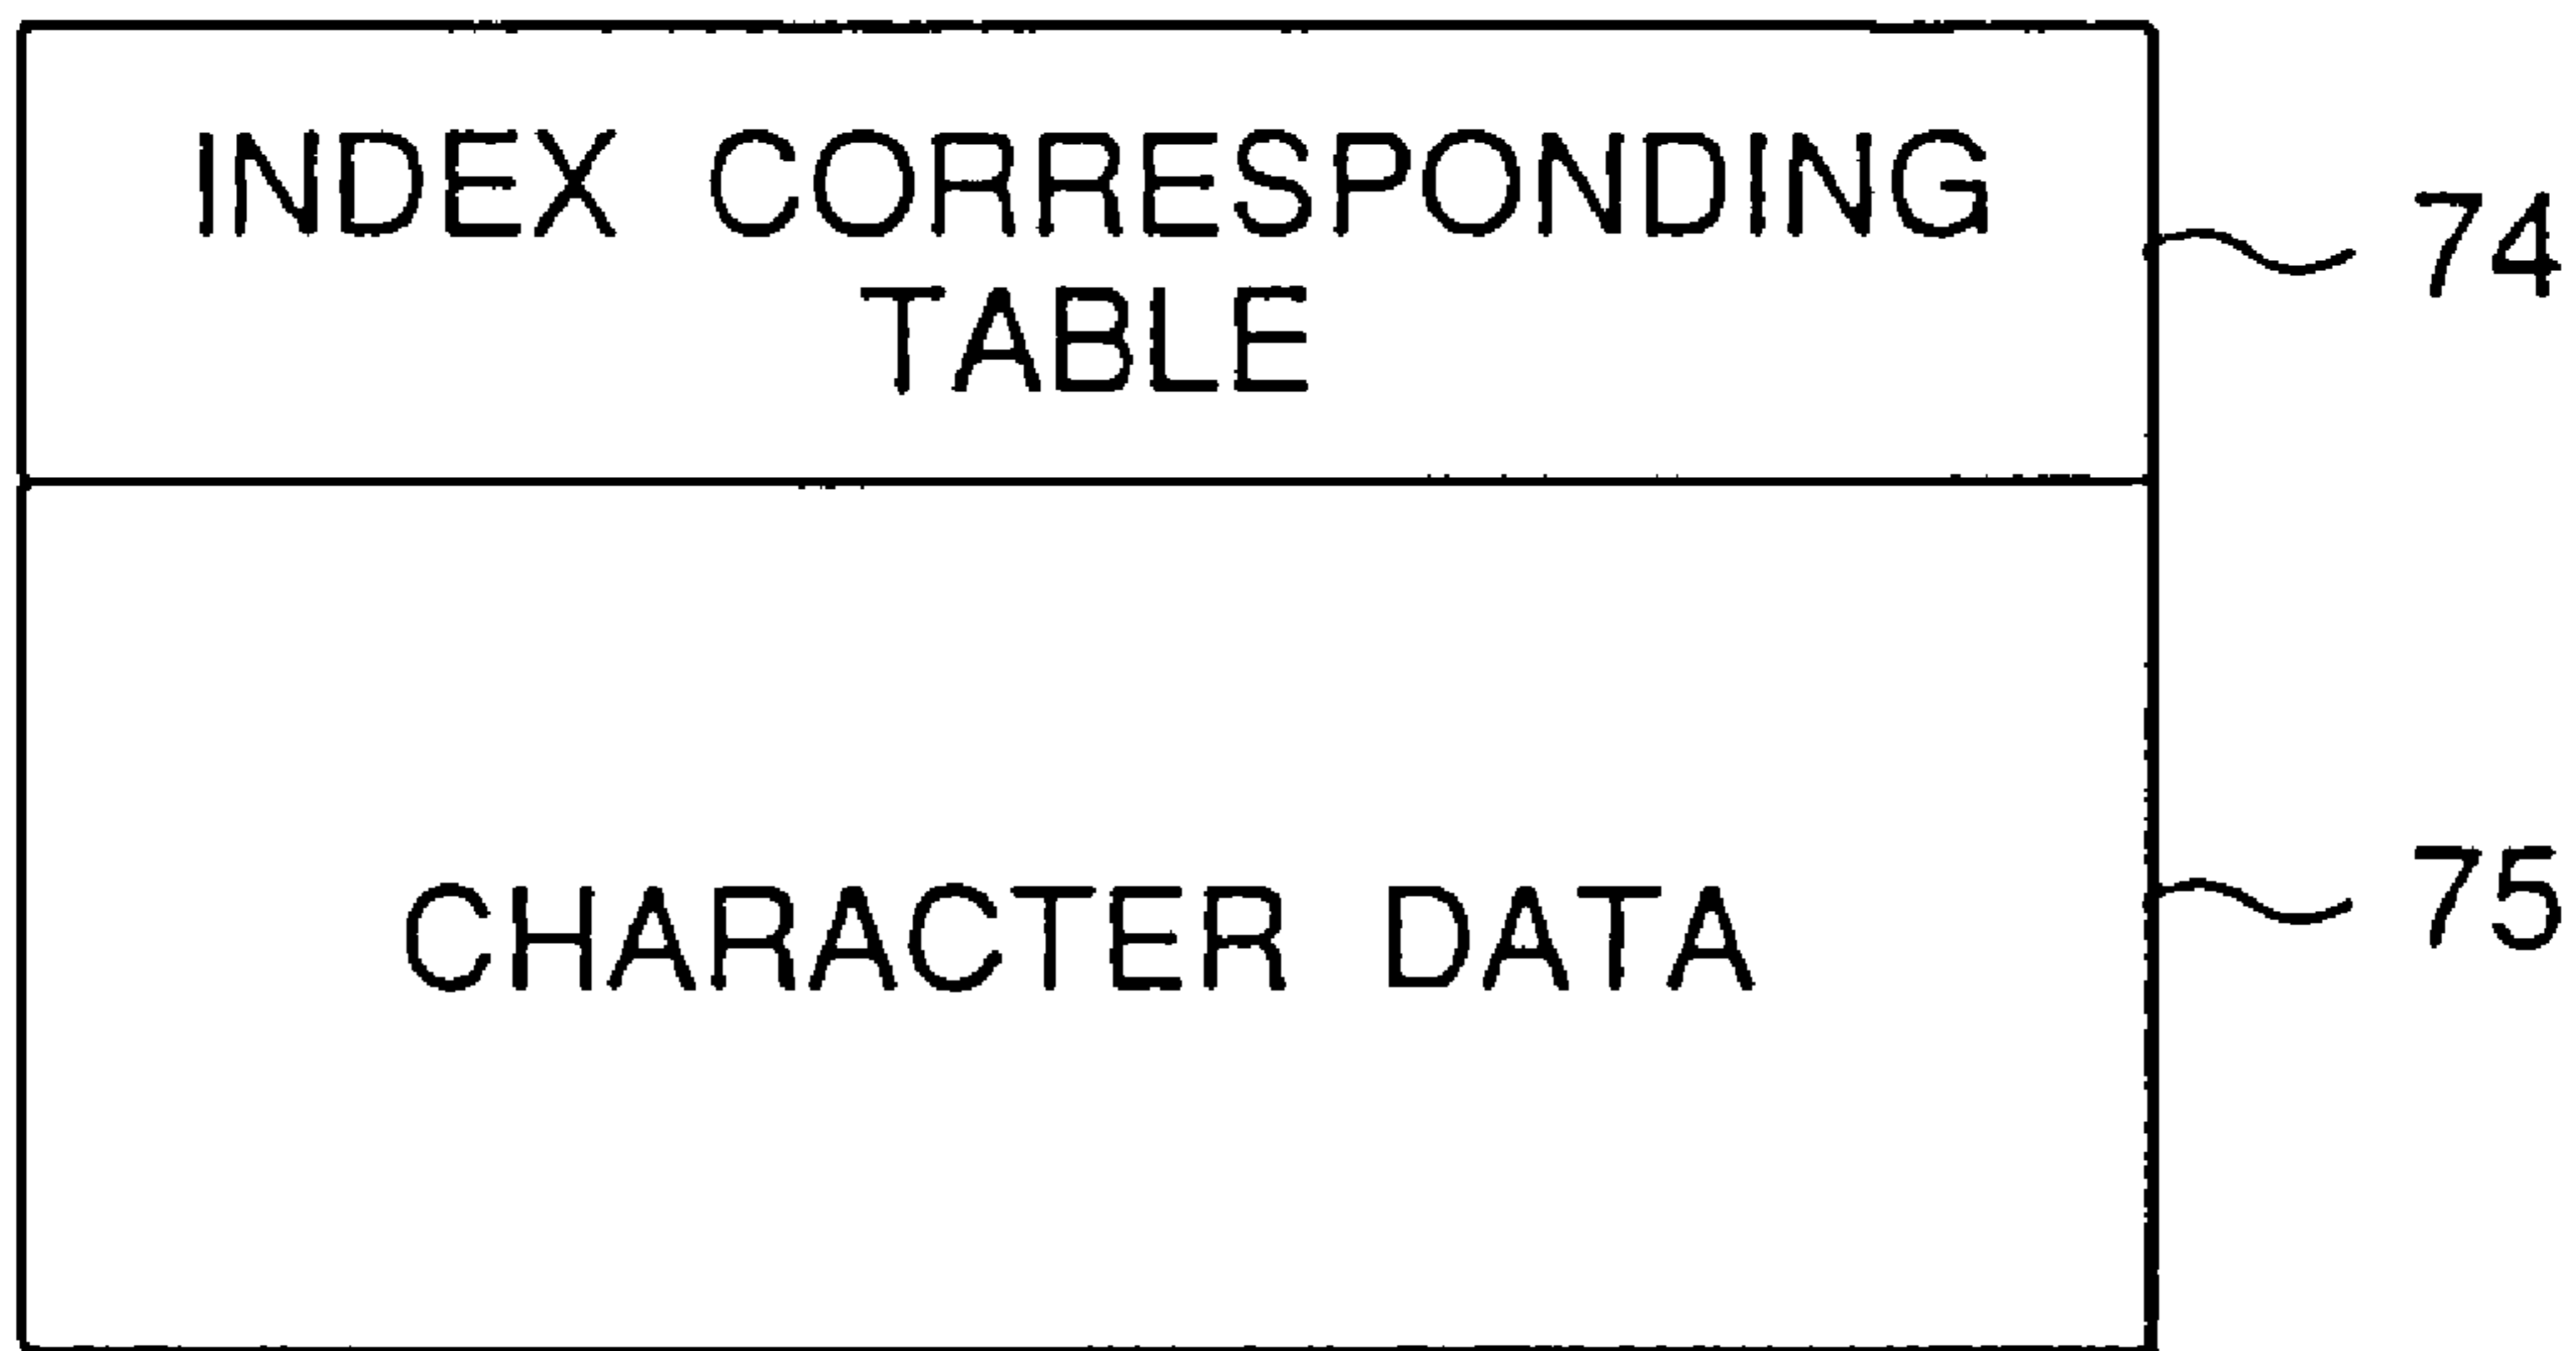 INDEX CORRESPONDING
TABLE
74
CHARACTER DATA
75